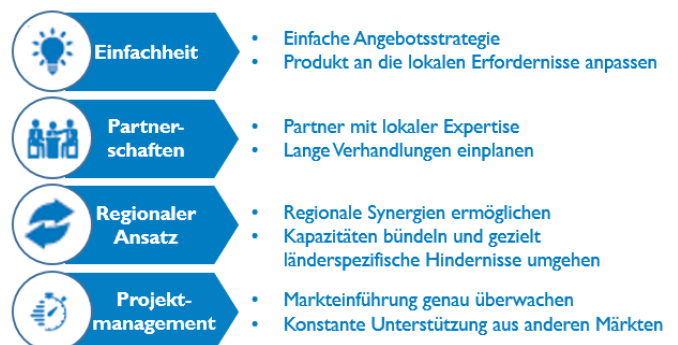 Einfachheit
• Einfache Angebotsstrategie
• Produkt an die lokalen Erfordernisse anpassen
Partner-
schaften
• Partner mit lokaler Expertise
• Lange Verhandlungen einplanen
Regionaler
Ansatz
• Regionale Synergien ermöglichen
• Kapazitäten bündeln und gezielt
länderspezifische Hindernisse umgehen
Projekt-
management
• Markteinführung genau überwachen
• Konstante Unterstützung aus anderen Märkten